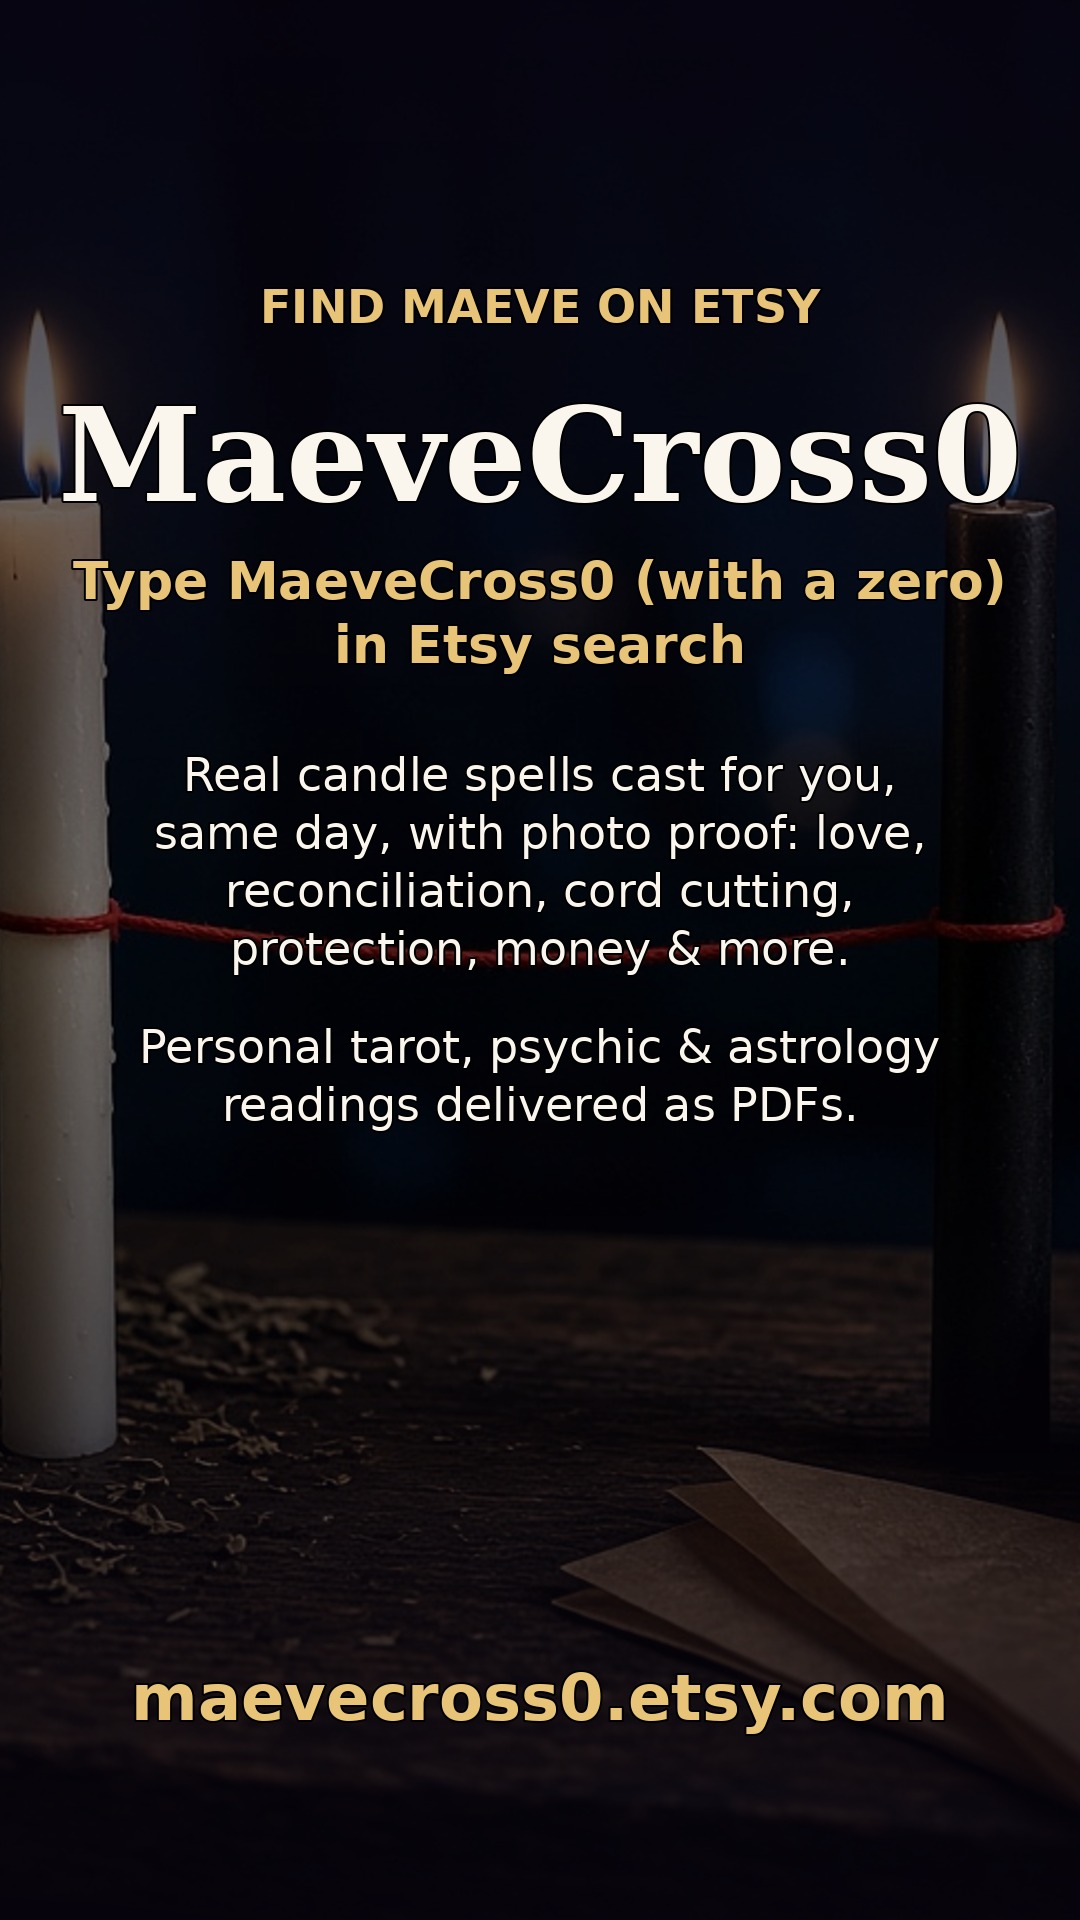 FIND MAEVE ON ETSY
MaeveCross0
Type MaeveCross0 (with a zero)
in Etsy search
Real candle spells cast for you,
same day, with photo proof: love,
reconciliation, cord cutting,
protection, money & more.
Personal tarot, psychic & astrology
readings delivered as PDFs.
maevecross0.etsy.com